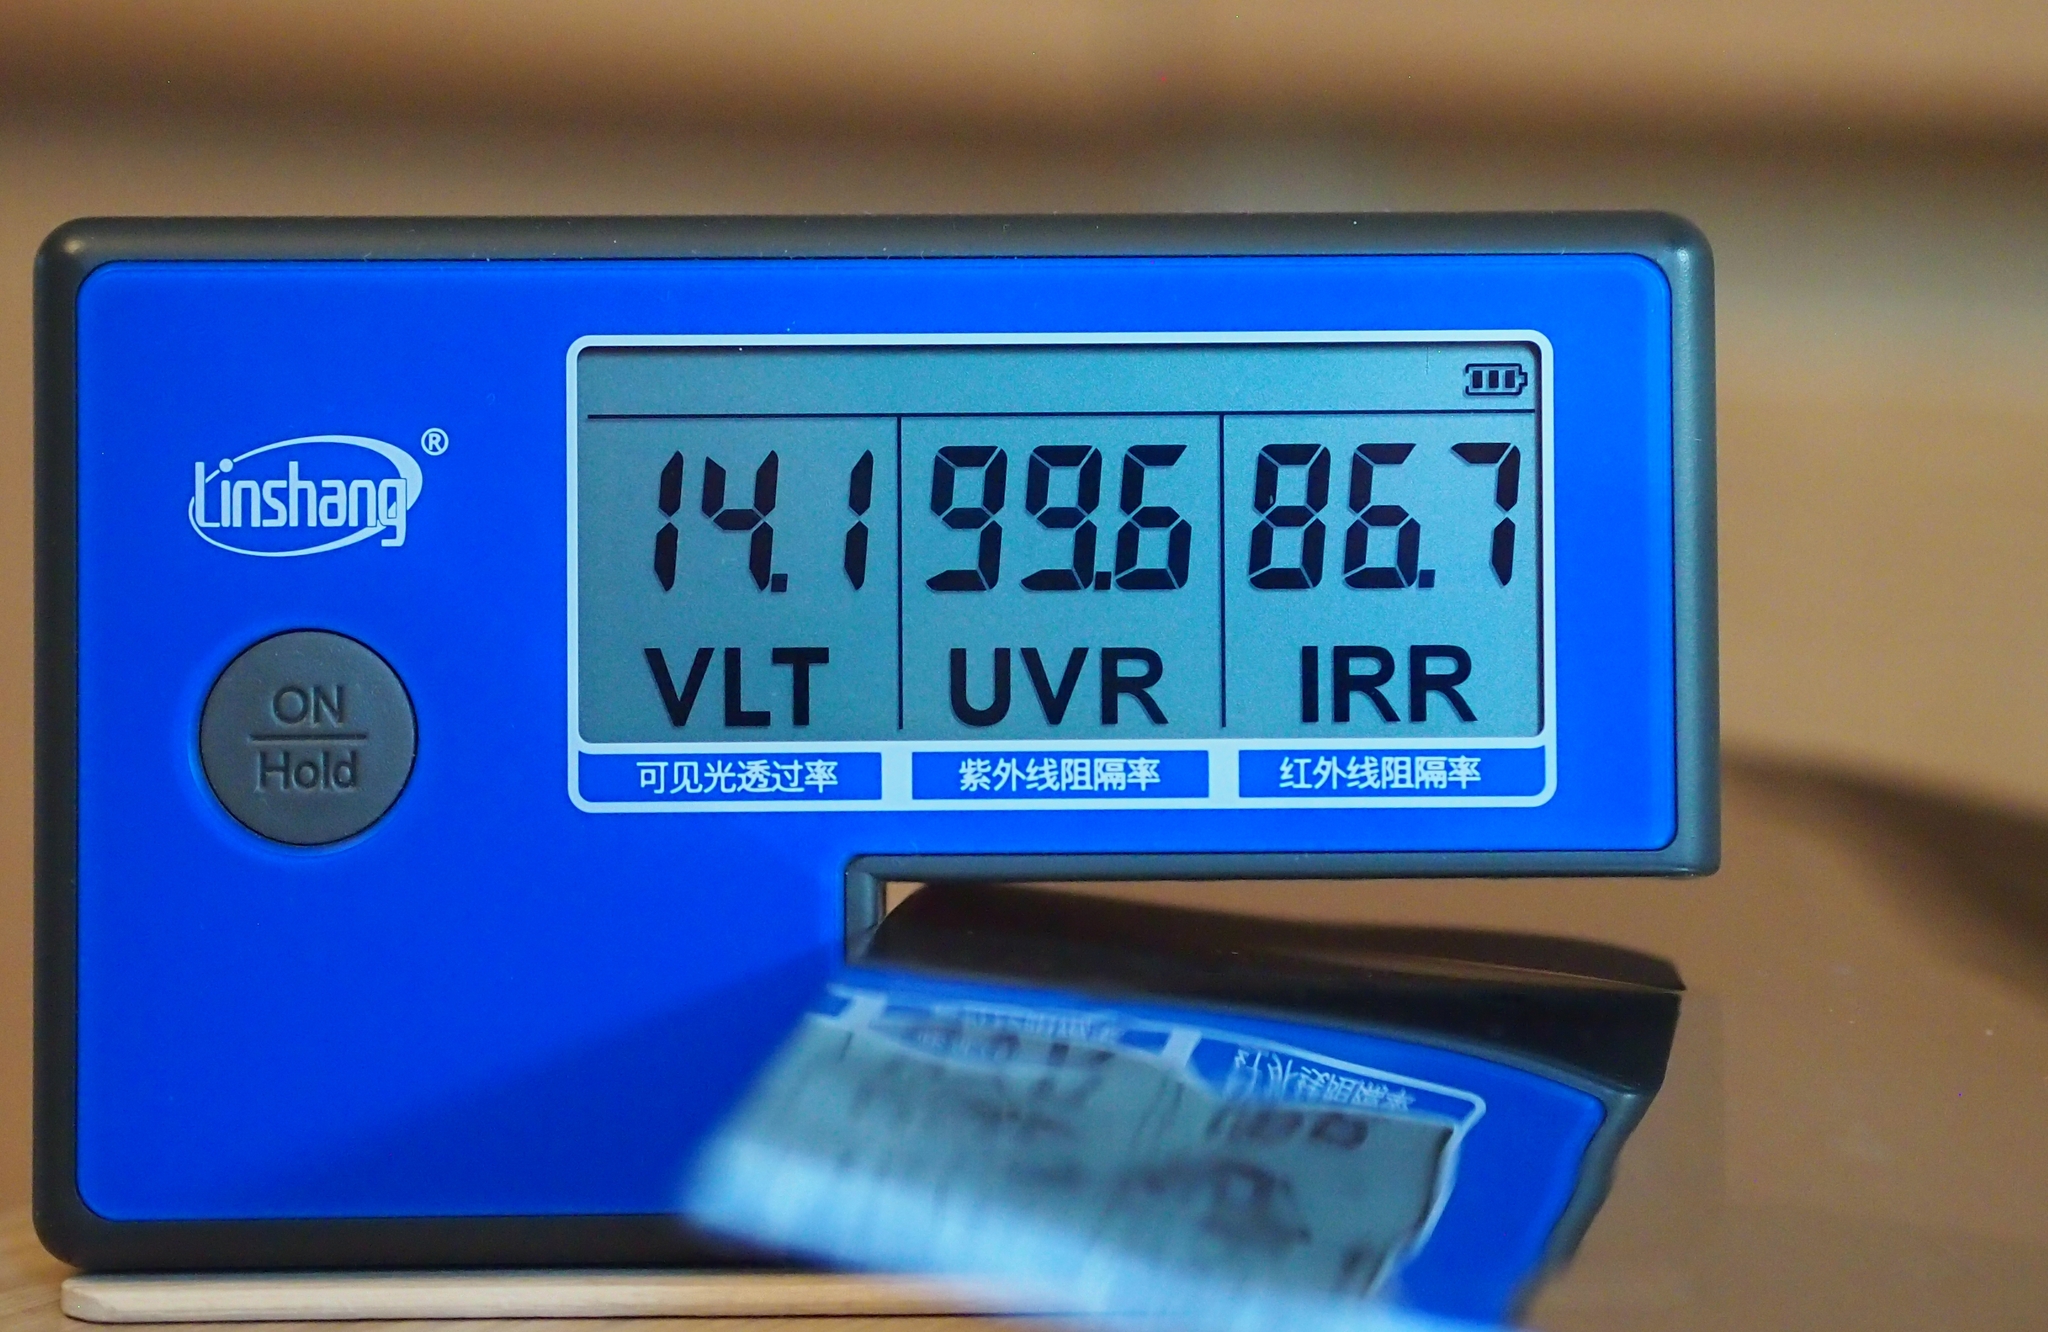 Linshang®
ON
Hold
14.1 99.6 86.7
VLT UVR IRR
可见光透过率 紫外线阻隔率 红外线阻隔率